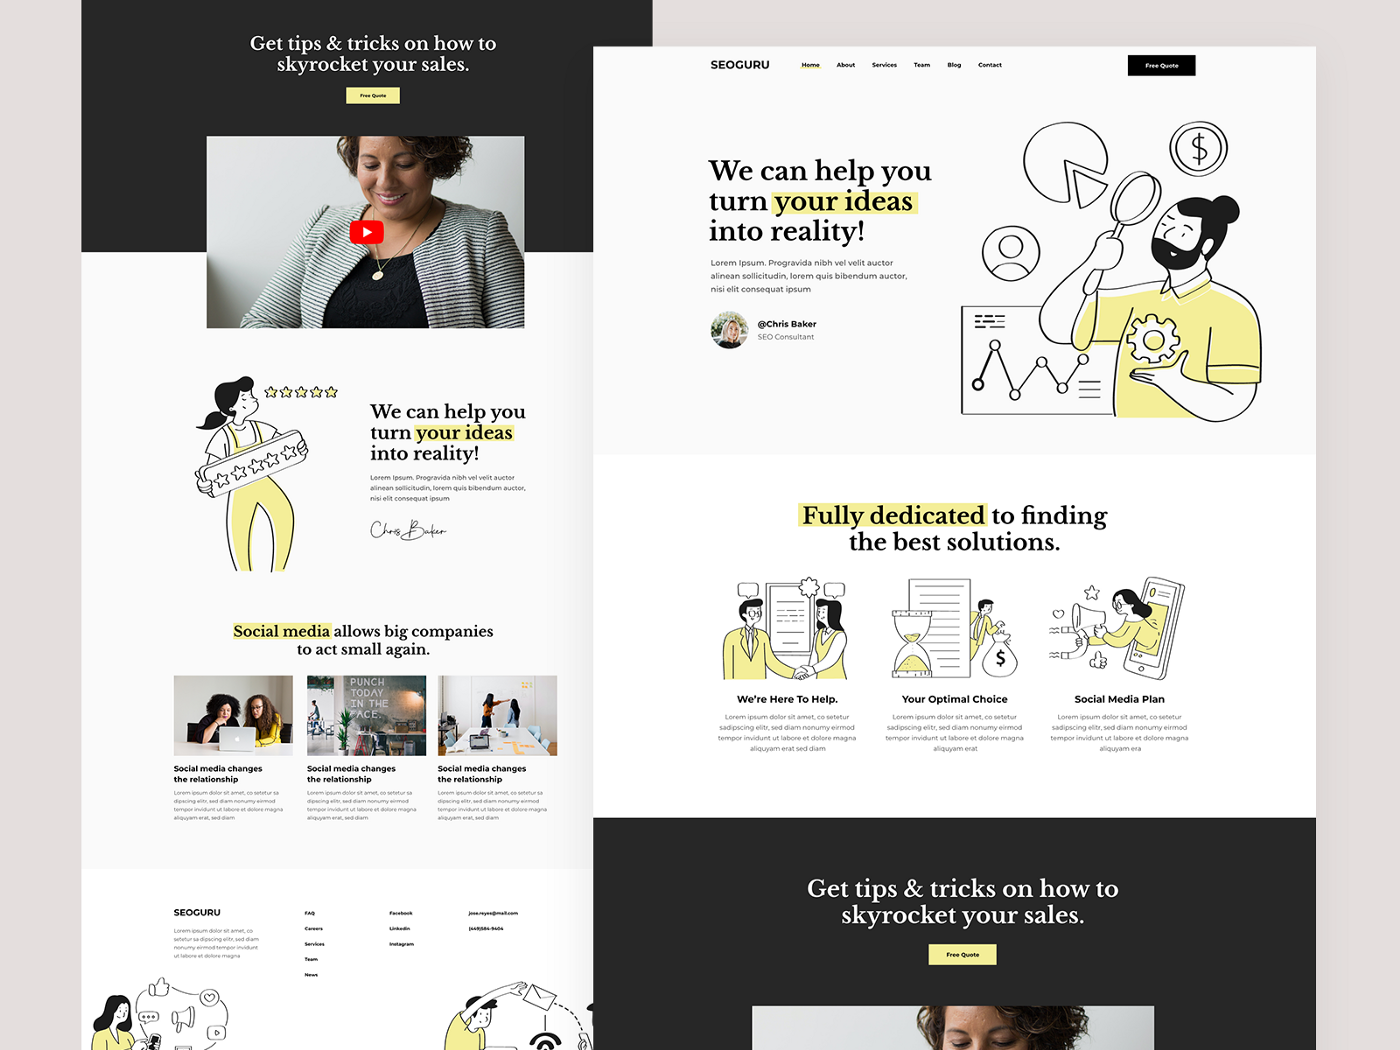 Get tips & tricks on how to
skyrocket your sales.
Free Quote
We can help you
turn your ideas
into reality!
Lorem Ipsum. Progravida nibh vel velit auctor
alinean sollicitudin, lorem quis bibendum auctor,
nisi elit consequat ipsum
Chris Baker
Social media allows big companies
to act small again.
PUNCH
TODAY
IN THE
FACE.
Social media changes
the relationship
Lorem ipsum dolor sit amet, co setetur sa
dipscing elitr, sed diam nonumy eirmod
tempor invidunt ut labore et dolore magna
aliquyam erat, sed diam
Social media changes
the relationship
Lorem ipsum dolor sit amet, co setetur sa
dipscing elitr, sed diam nonumy eirmod
tempor invidunt ut labore et dolore magna
aliquyam erat, sed diam
Social media changes
the relationship
Lorem ipsum dolor sit amet, co setetur sa
dipscing elitr, sed diam nonumy eirmod
tempor invidunt ut labore et dolore magna
aliquyam erat, sed diam
SEOGURU
Lorem ipsum dolor sit amet, co
setetur sa dipscing elitr, sed diam
nonumy eirmod tempor invidunt
ut labore et dolore magna
FAQ
Careers
Services
Team
News
Facebook
Linkedin
Instagram
jose.reyes@mail.com
(449)584-9404
SEOGURU
Home
About
Services
Team
Blog
Contact
Free Quote
We can help you
turn your ideas
into reality!
Lorem Ipsum. Progravida nibh vel velit auctor
alinean sollicitudin, lorem quis bibendum auctor,
nisi elit consequat ipsum
@Chris Baker
SEO Consultant
$
Fully dedicated to finding
the best solutions.
$
We're Here To Help.
Lorem ipsum dolor sit amet, co setetur
sadipscing elitr, sed diam nonumy eirmod
tempor invidunt ut labore et dolore magna
aliquyam erat sed diam
Your Optimal Choice
Lorem ipsum dolor sit amet, co setetur
sadipscing elitr, sed diam nonumy eirmod
tempor invidunt ut labore et dolore magna
aliquyam erat
Social Media Plan
Lorem ipsum dolor sit amet, co setetur
sadipscing elitr, sed diam nonumy eirmod
tempor invidunt ut labore et dolore magna
aliquyam era
Get tips & tricks on how to
skyrocket your sales.
Free Quote